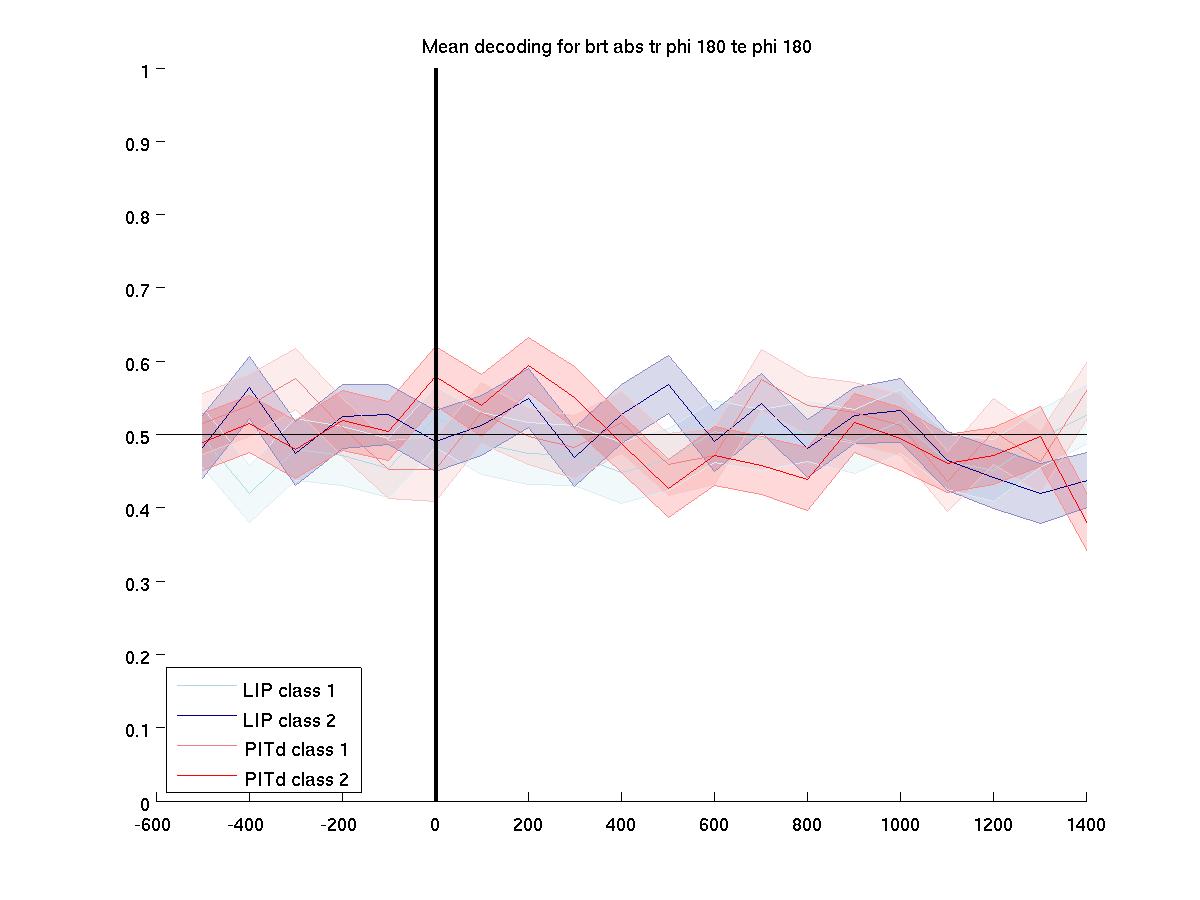 Mean decoding for brt abs tr phi 180 te phi 180
1
0.9
0.8
0.7
0.6
0.5
0.4
0.3
0.2
0.1
0
LIP class 1
LIP class 2
PITd class 1
PITd class 2
-600 -400 -200 0 200 400 600 800 1000 1200 1400